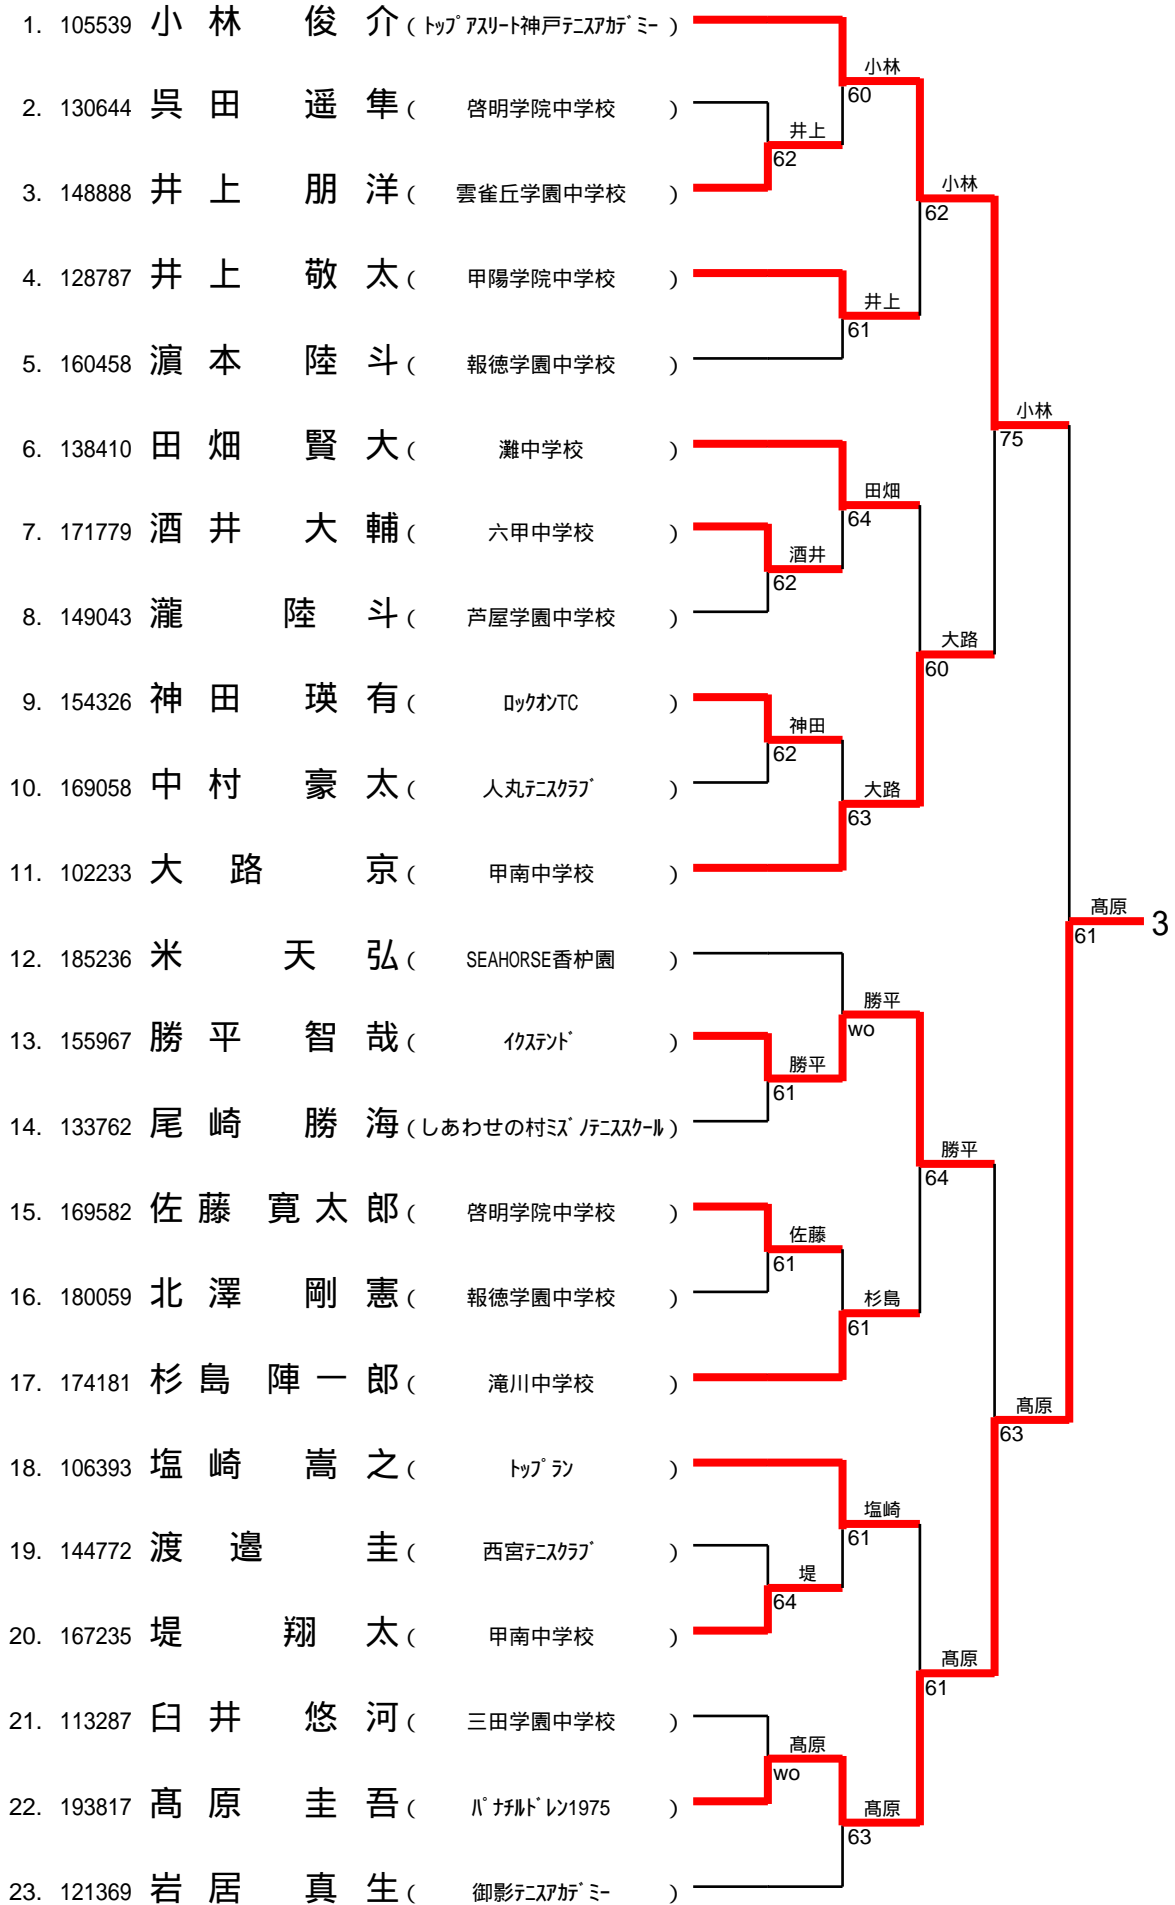 1. 105539 小林 俊介 (トップアスリート神戸テニスアカデミー)
小林
60
2. 130644 呉田 遥隼 (啓明学院中学校)
井上
62
3. 148888 井上 朋洋 (雲雀丘学園中学校)
小林
62
4. 128787 井上 敬太 (甲陽学院中学校)
井上
61
5. 160458 濵本 陸斗 (報徳学園中学校)
小林
75
6. 138410 田畑 賢大 (灘中学校)
田畑
64
7. 171779 酒井 大輔 (六甲中学校)
酒井
62
8. 149043 瀧 陸斗 (芦屋学園中学校)
大路
60
9. 154326 神田 瑛有 (ロックオンTC)
神田
62
10. 169058 中村 豪太 (人丸テニスクラブ)
大路
63
11. 102233 大路 京 (甲南中学校)
髙原
61
3
12. 185236 米 天弘 (SEAHORSE香枦園)
勝平
wo
13. 155967 勝平 智哉 (イクステンド)
勝平
61
14. 133762 尾崎 勝海 (しあわせの村ミズノテニススクール)
勝平
64
15. 169582 佐藤 寛太郎 (啓明学院中学校)
佐藤
61
16. 180059 北澤 剛憲 (報徳学園中学校)
杉島
61
17. 174181 杉島 陣一郎 (滝川中学校)
髙原
63
18. 106393 塩崎 嵩之 (トップラン)
塩崎
61
19. 144772 渡邉 圭 (西宮テニスクラブ)
堤
64
20. 167235 堤 翔太 (甲南中学校)
髙原
61
21. 113287 臼井 悠河 (三田学園中学校)
髙原
wo
22. 193817 髙原 圭吾 (パナチルドレン1975)
髙原
63
23. 121369 岩居 真生 (御影テニスアカデミー)